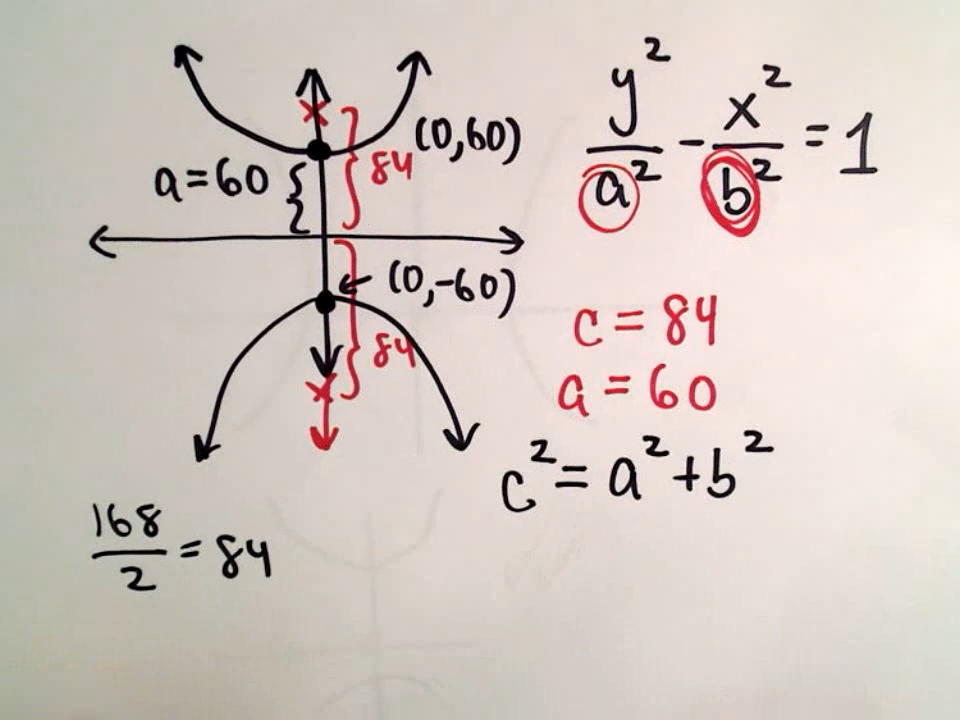 y²/a² - x²/b² = 1
(0,60)
84
a=60
(0,-60)
84
c = 84
a = 60
c² = a² + b²
168/2 = 84